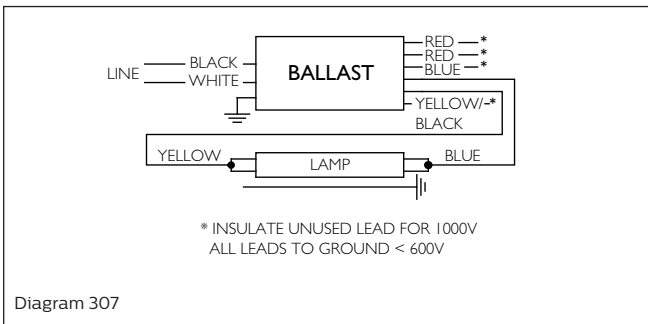 RED *
RED *
BLUE *
LINE BLACK BALLAST
WHITE
YELLOW/ *
BLACK
YELLOW LAMP BLUE
* INSULATE UNUSED LEAD FOR 1000V
ALL LEADS TO GROUND < 600V
Diagram 307